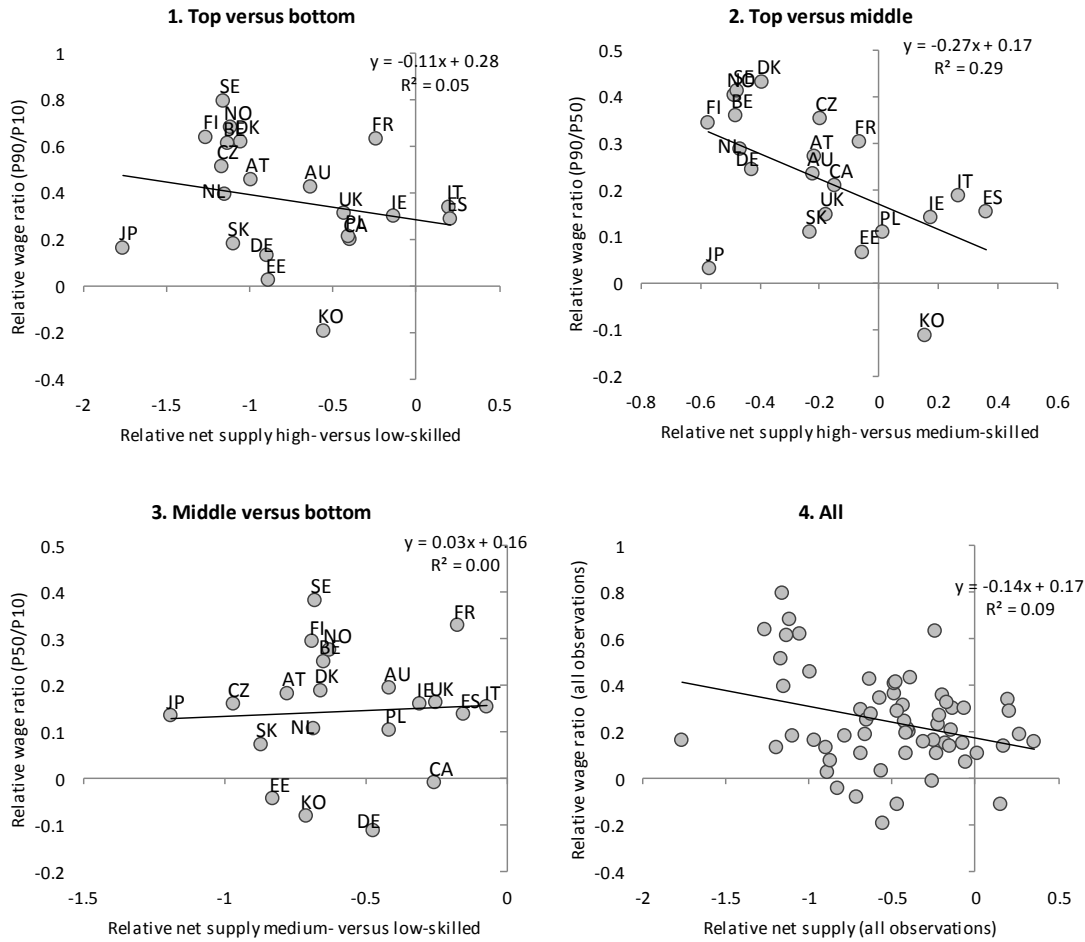 1. Top versus bottom
y = -0.11x + 0.28
R² = 0.05
Relative wage ratio (P90/P10)
1
0.8
0.6
0.4
0.2
0
-0.2
-0.4
SE
FI
NO
BE
DK
CZ
AT
NL
AU
FR
UK
IE
IT
ES
PL
CA
JP
SK
DE
EE
KO
-2
-1.5
-1
-0.5
0
0.5
Relative net supply high- versus low-skilled
2. Top versus middle
y = -0.27x + 0.17
R² = 0.29
Relative wage ratio (P90/P50)
0.5
0.4
0.3
0.2
0.1
0
-0.1
-0.2
NO
SE
DK
FI
BE
CZ
FR
NL
DE
AT
AU
CA
UK
SK
IT
IE
ES
PL
EE
JP
KO
-0.8
-0.6
-0.4
-0.2
0
0.2
0.4
0.6
Relative net supply high- versus medium-skilled
3. Middle versus bottom
y = 0.03x + 0.16
R² = 0.00
Relative wage ratio (P50/P10)
0.5
0.4
0.3
0.2
0.1
0
-0.1
-0.2
SE
FR
FI
NO
BE
AT
DK
AU
CZ
JP
IE
UK
ES
IT
NL
PL
SK
CA
EE
KO
DE
-1.5
-1
-0.5
0
Relative net supply medium- versus low-skilled
4. All
y = -0.14x + 0.17
R² = 0.09
Relative wage ratio (all observations)
1
0.8
0.6
0.4
0.2
0
0.2
0.4
-2
-1.5
-1
-0.5
0
0.5
Relative net supply (all observations)